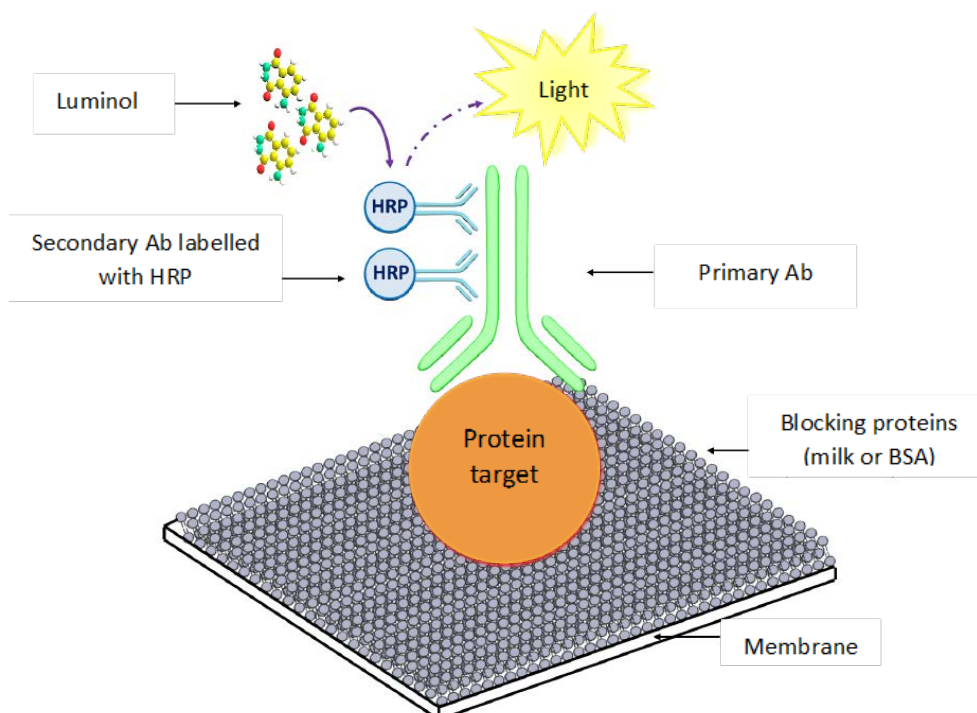 Luminol
Light
HRP
Secondary Ab labelled
with HRP
HRP
Primary Ab
Protein
target
Blocking proteins
(milk or BSA)
Membrane